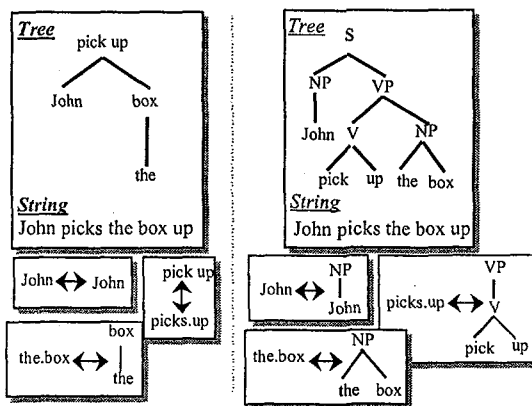 Tree
pick up
John box
the
String
John picks the box up
John John
pick up
picks.up
the.box
box
the
Tree
S
NP VP
John V NP
pick up the box
String
John picks the box up
John
NP
John
picks.up
VP
V
pick up
the.box
NP
the box